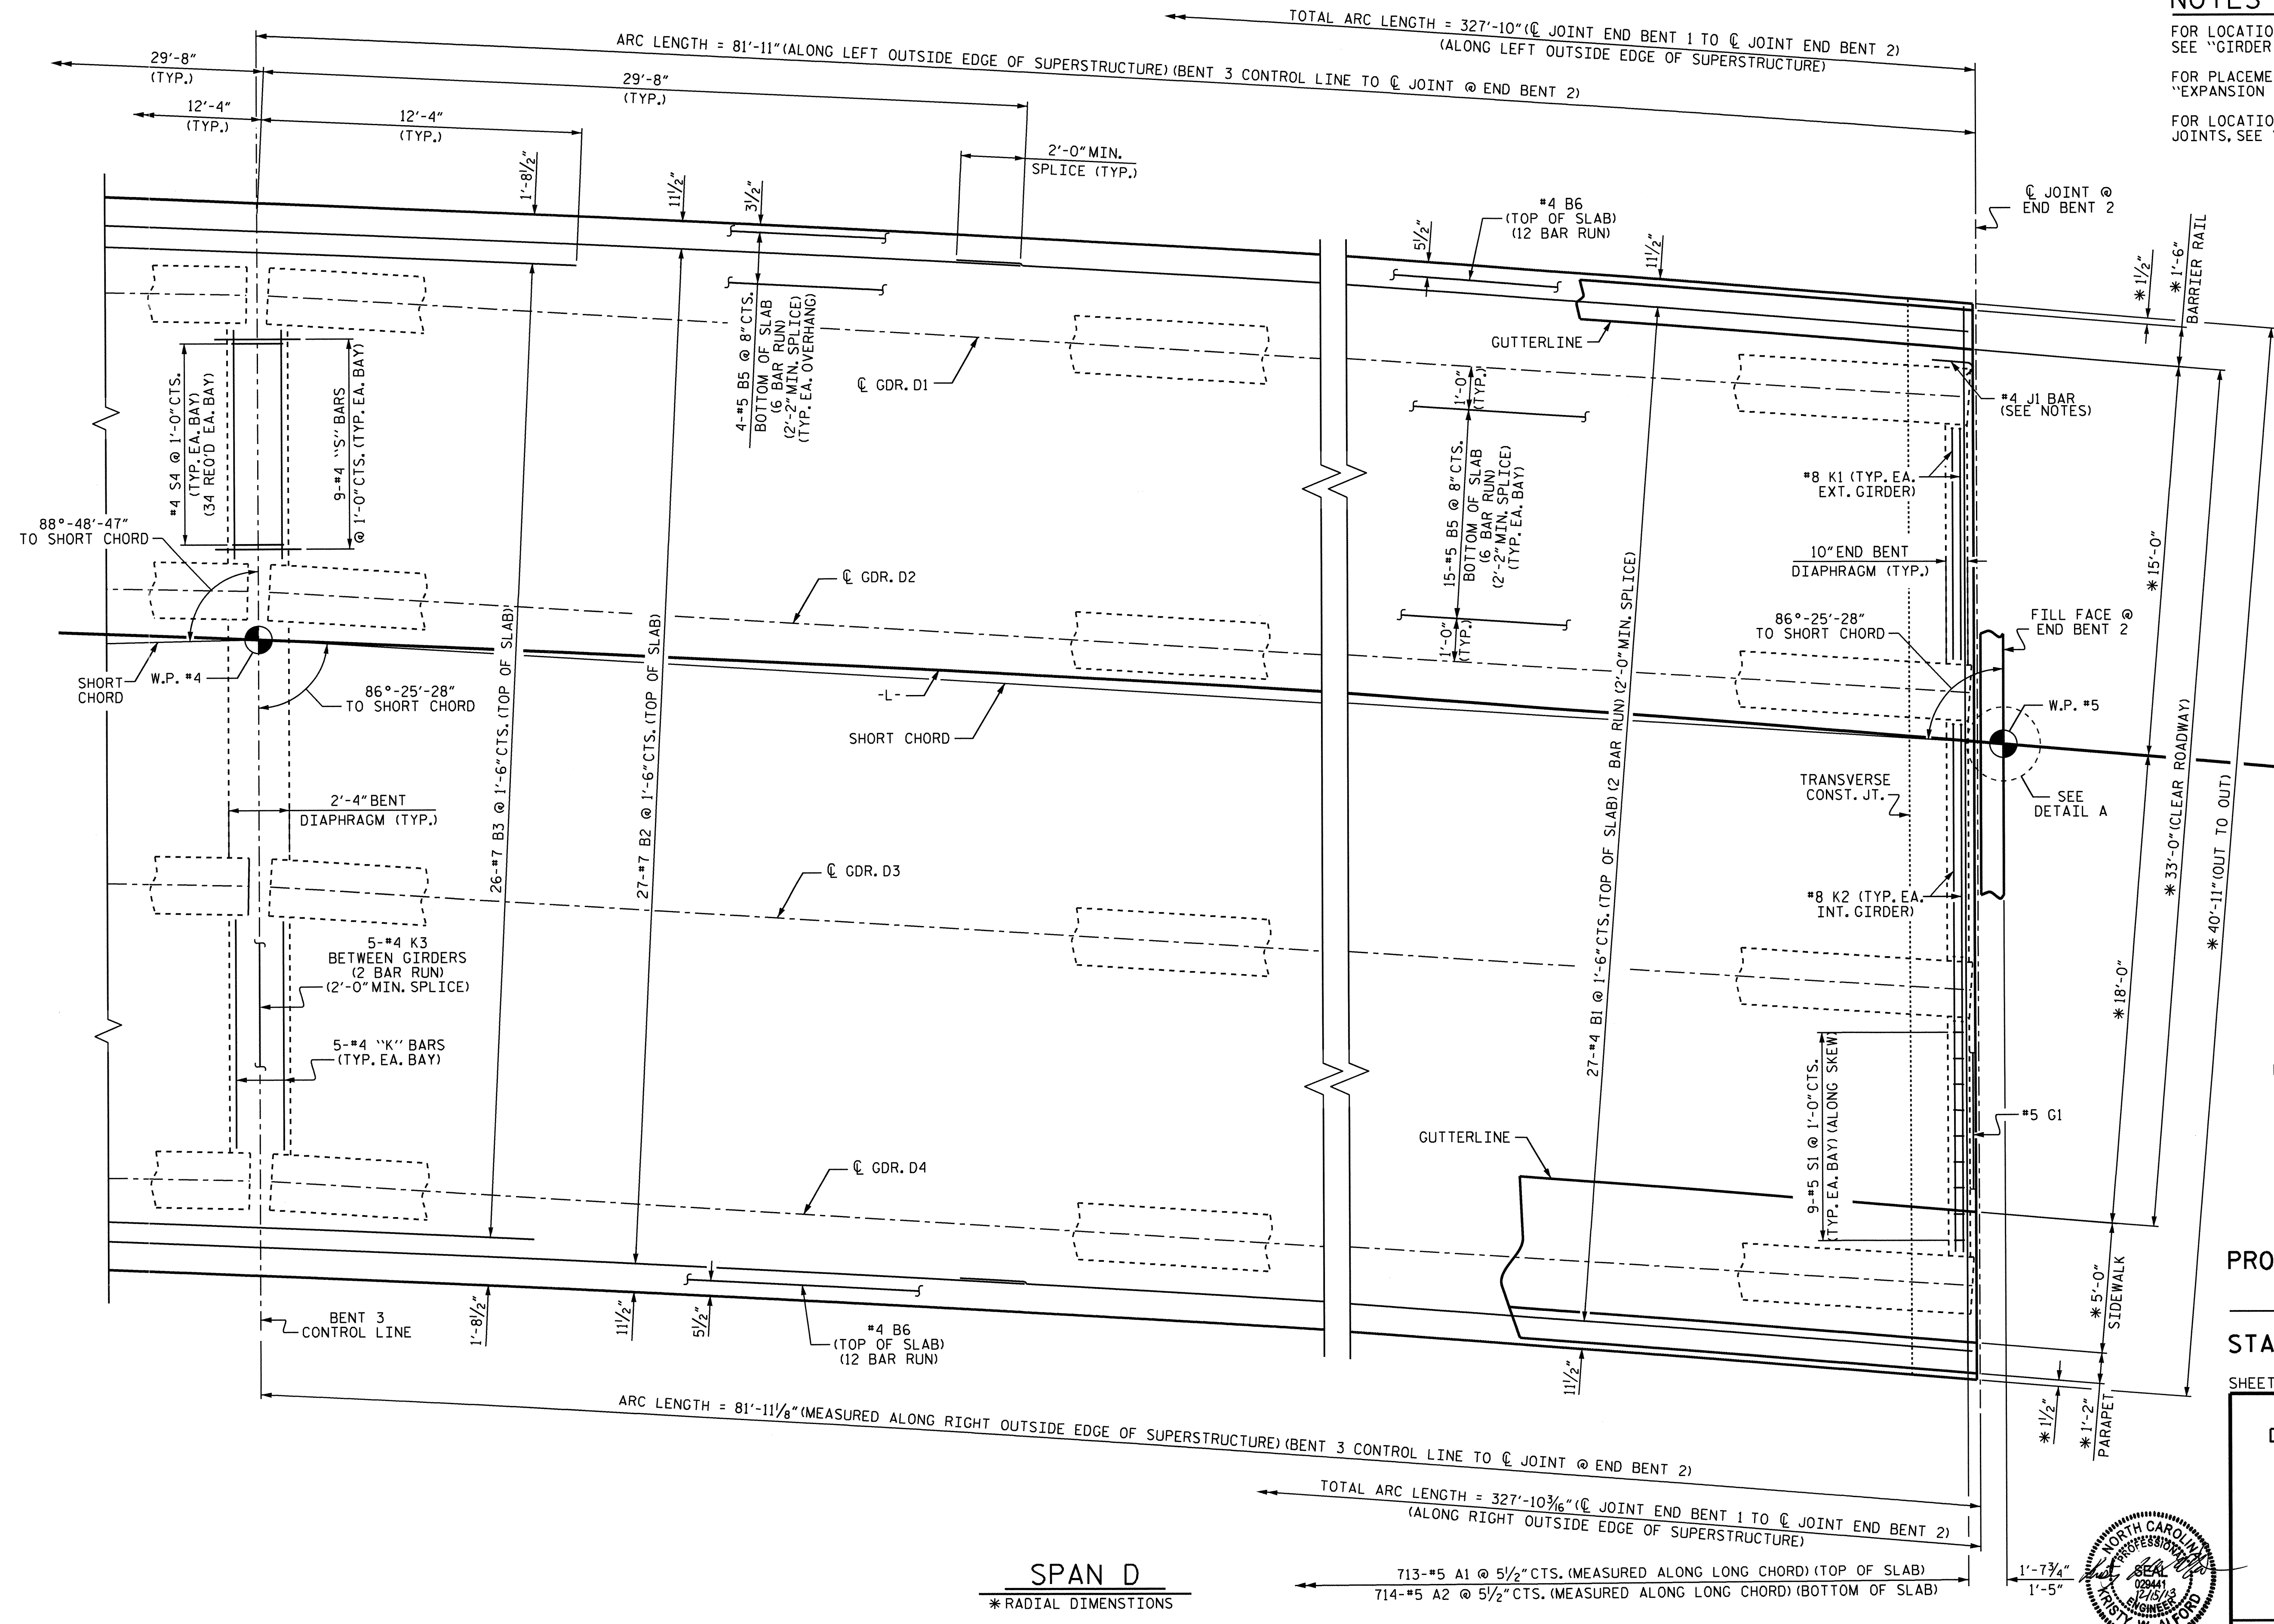 TOTAL ARC LENGTH = 327'-10" (℄ JOINT END BENT 1 TO ℄ JOINT END BENT 2)
(ALONG LEFT OUTSIDE EDGE OF SUPERSTRUCTURE)
ARC LENGTH = 81'-11" (ALONG LEFT OUTSIDE EDGE OF SUPERSTRUCTURE) (BENT 3 CONTROL LINE TO ℄ JOINT @ END BENT 2)
29'-8"
(TYP.)
29'-8"
(TYP.)
12'-4"
(TYP.)
12'-4"
(TYP.)
2'-0" MIN.
SPLICE (TYP.)
1'-8½"
11½"
3½"
#4 B6
(TOP OF SLAB)
(12 BAR RUN)
5½"
11½"
℄ JOINT @
END BENT 2
* 1½"
* 1'-6"
BARRIER RAIL
FOR LOCATIO
SEE "GIRDER
FOR PLACEME
"EXPANSION
FOR LOCATIO
JOINTS, SEE
4-#5 B5 @ 8" CTS.
BOTTOM OF SLAB
(6 BAR RUN)
(2'-2" MIN. SPLICE)
(TYP. EA. OVERHANG)
GUTTERLINE
℄ GDR. D1
#4 J1 BAR
(SEE NOTES)
#4 S4 @ 1'-0" CTS.
(TYP. EA. BAY)
(34 REQ'D EA. BAY)
9-#4 "S" BARS
@ 1'-0" CTS. (TYP. EA. BAY)
1'-0"
(TYP.)
15-#5 B5 @ 8" CTS.
BOTTOM OF SLAB
(6 BAR RUN)
(2'-2" MIN. SPLICE)
(TYP. EA. BAY)
1'-0"
(TYP.)
#8 K1 (TYP. EA.
EXT. GIRDER)
10" END BENT
DIAPHRAGM (TYP.)
88°-48'-47"
TO SHORT CHORD
℄ GDR. D2
86°-25'-28"
TO SHORT CHORD
FILL FACE @
END BENT 2
* 15'-0"
SHORT
CHORD
W.P. #4
86°-25'-28"
TO SHORT CHORD
-L-
SHORT CHORD
W.P. #5
SEE
DETAIL A
TRANSVERSE
CONST. JT.
26-#7 B3 @ 1'-6" CTS. (TOP OF SLAB)
27-#7 B2 @ 1'-6" CTS. (TOP OF SLAB)
27-#4 B1 @ 1'-6" CTS. (TOP OF SLAB) (2 BAR RUN) (2'-0" MIN. SPLICE)
* 33'-0" (CLEAR ROADWAY)
* 40'-11" (OUT TO OUT)
2'-4" BENT
DIAPHRAGM (TYP.)
℄ GDR. D3
#8 K2 (TYP. EA.
INT. GIRDER)
5-#4 K3
BETWEEN GIRDERS
(2 BAR RUN)
(2'-0" MIN. SPLICE)
5-#4 "K" BARS
(TYP. EA. BAY)
* 18'-0"
9-#5 S1 @ 1'-0" CTS.
(TYP. EA. BAY) (ALONG SKEW)
#5 G1
GUTTERLINE
℄ GDR. D4
* 5'-0"
SIDEWALK
BENT 3
CONTROL LINE
1'-8½"
11½"
5½"
#4 B6
(TOP OF SLAB)
(12 BAR RUN)
11½"
* 1½"
* 1'-2"
PARAPET
PRO
STA
SHEET
ARC LENGTH = 81'-11⅛" (MEASURED ALONG RIGHT OUTSIDE EDGE OF SUPERSTRUCTURE) (BENT 3 CONTROL LINE TO ℄ JOINT @ END BENT 2)
TOTAL ARC LENGTH = 327'-10³⁄₁₆" (℄ JOINT END BENT 1 TO ℄ JOINT END BENT 2)
(ALONG RIGHT OUTSIDE EDGE OF SUPERSTRUCTURE)
713-#5 A1 @ 5½" CTS. (MEASURED ALONG LONG CHORD) (TOP OF SLAB)
714-#5 A2 @ 5½" CTS. (MEASURED ALONG LONG CHORD) (BOTTOM OF SLAB)
1'-7¾"
1'-5"
SPAN D
* RADIAL DIMENSTIONS
NORTH CAROLINA
PROFESSIONAL
SEAL
029441
ENGINEER
KRISTY W. ALFORD